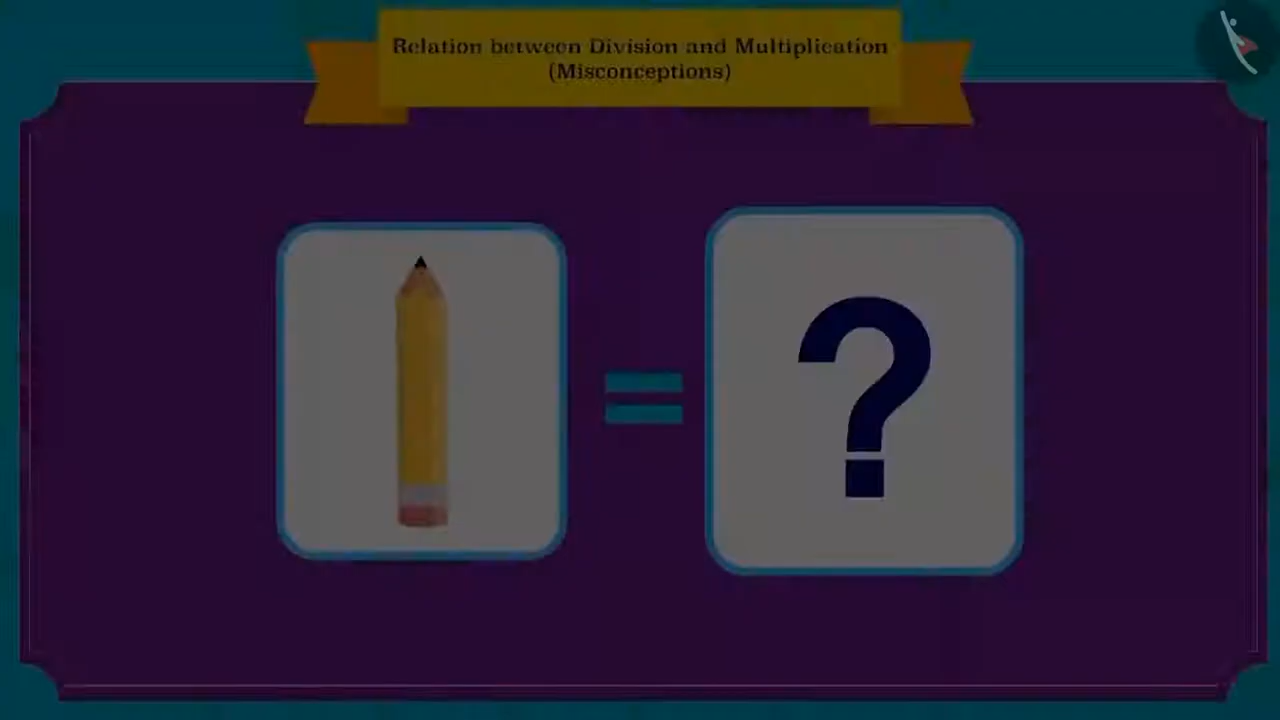 Relation between Division and Multiplication
(Misconceptions)
=
?